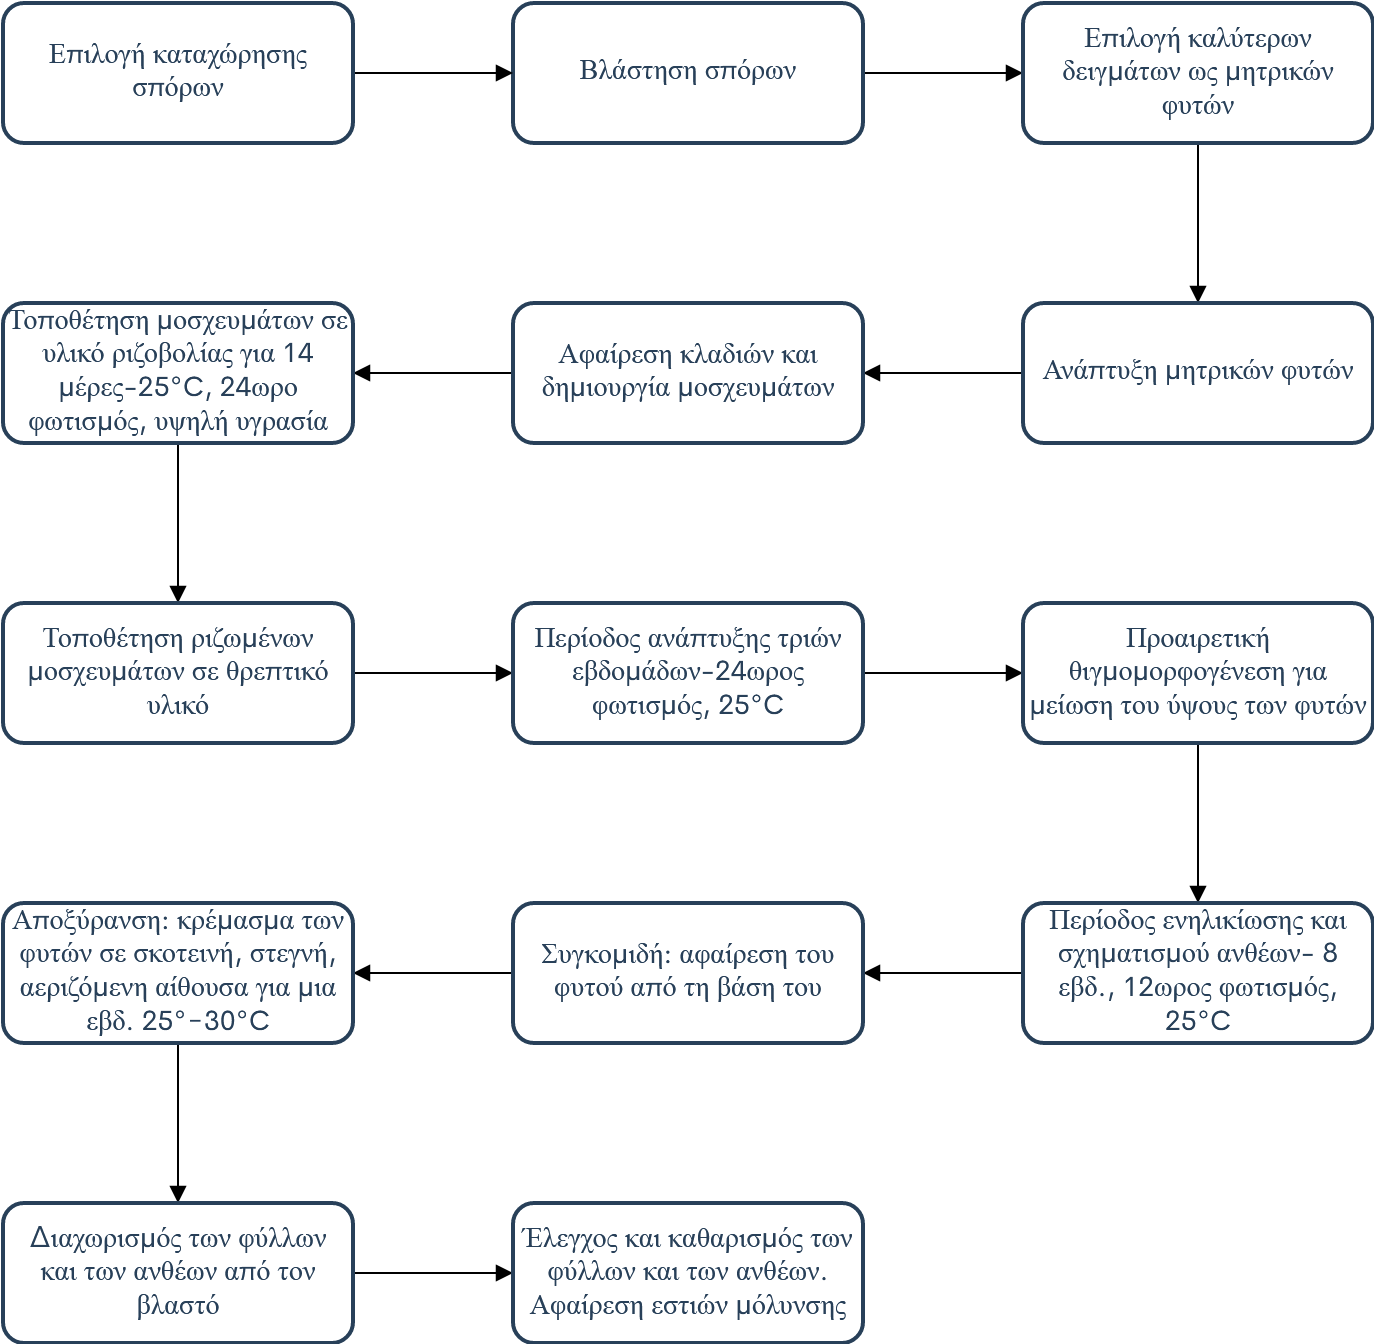 Επιλογή καταχώρησης
σπόρων
Βλάστηση σπόρων
Επιλογή καλύτερων
δειγμάτων ως μητρικών
φυτών
Ανάπτυξη μητρικών φυτών
Αφαίρεση κλαδιών και
δημιουργία μοσχευμάτων
Τοποθέτηση μοσχευμάτων σε
υλικό ριζοβολίας για 14
μέρες-25°C, 24ωρο
φωτισμός, υψηλή υγρασία
Τοποθέτηση ριζωμένων
μοσχευμάτων σε θρεπτικό
υλικό
Περίοδος ανάπτυξης τριών
εβδομάδων-24ωρος
φωτισμός, 25°C
Προαιρετική
θιγμομορφογένεση για
μείωση του ύψους των φυτών
Περίοδος ενηλικίωσης και
σχηματισμού ανθέων- 8
εβδ., 12ωρος φωτισμός,
25°C
Συγκομιδή: αφαίρεση του
φυτού από τη βάση του
Αποξύρανση: κρέμασμα των
φυτών σε σκοτεινή, στεγνή,
αεριζόμενη αίθουσα για μια
εβδ. 25°-30°C
Διαχωρισμός των φύλλων
και των ανθέων από τον
βλαστό
Έλεγχος και καθαρισμός των
φύλλων και των ανθέων.
Αφαίρεση εστιών μόλυνσης